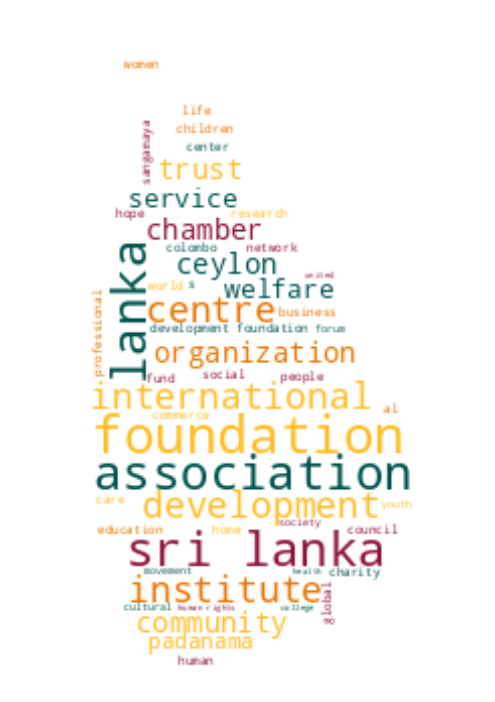 women
life
children
sangamaya
center
trust
service
hope
research
chamber
colombo
network
lanka
ceylon
united
world
s
welfare
professional
centre
business
development foundation
forum
organization
fund
social
people
international
commerce
al
foundation
association
care
development
youth
society
education
home
council
sri lanka
movement
health
charity
institute
global
cultural
human rights
college
community
padanama
human